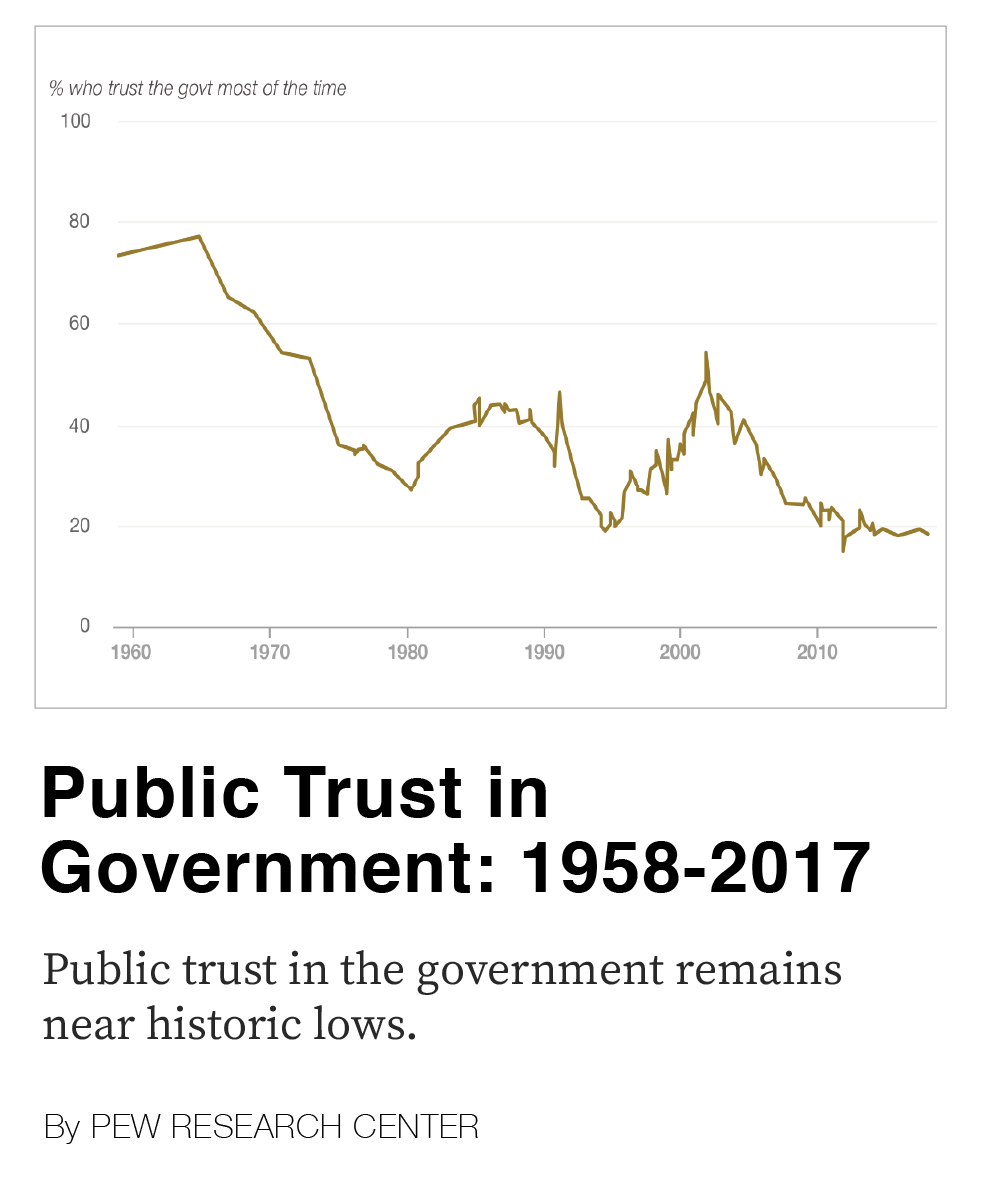 % who trust the govt most of the time
100
80
60
40
20
0
1960 1970 1980 1990 2000 2010
Public Trust in
Government: 1958-2017
Public trust in the government remains
near historic lows.
By PEW RESEARCH CENTER